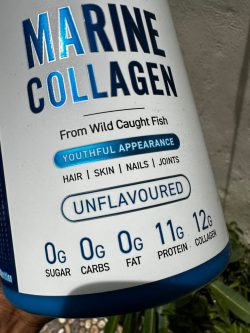 MARINE
COLLAGEN
From Wild Caught Fish
YOUTHFUL APPEARANCE
HAIR | SKIN | NAILS | JOINTS
UNFLAVOURED
0G 0G 0G 11G 12G
SUGAR CARBS FAT PROTEIN COLLAGEN